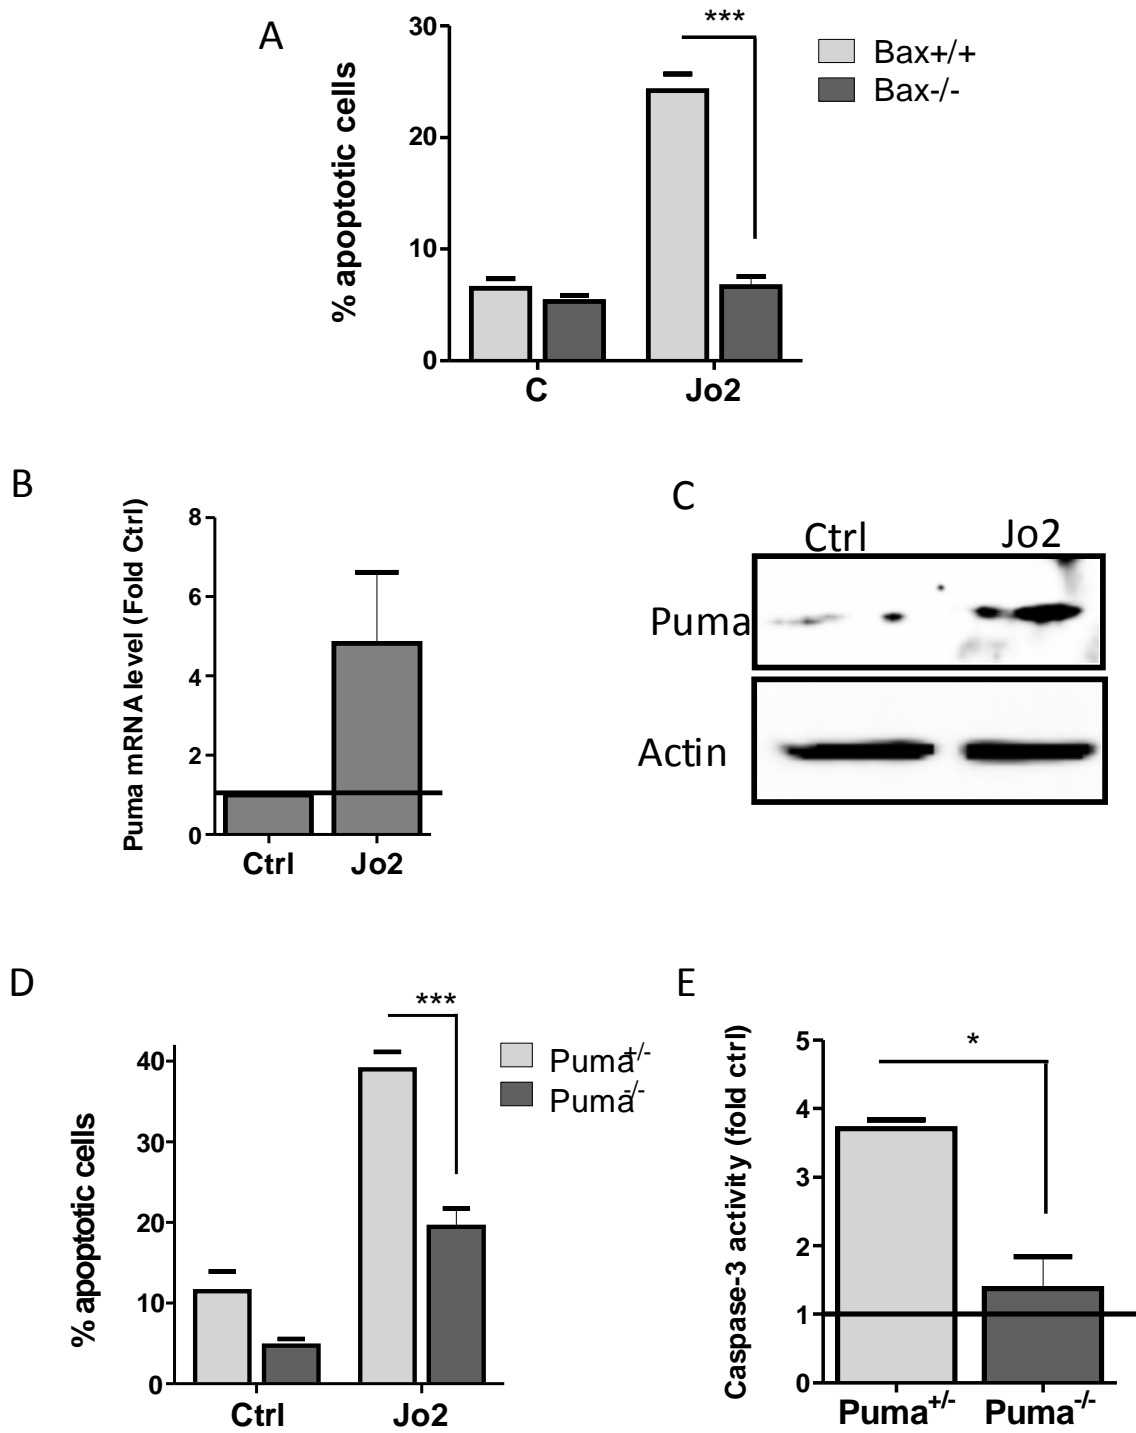 A
% apoptotic cells
30
20
10
0
***
C
Jo2
Bax+/+
Bax-/-
B
Puma mRNA level (Fold Ctrl)
8
6
4
2
0
Ctrl
Jo2
C
Ctrl
Jo2
Puma
Actin
D
% apoptotic cells
40
30
20
10
0
***
Ctrl
Jo2
Puma+/-
Puma-/-
E
Caspase-3 activity (fold ctrl)
5
4
3
2
1
0
*
Puma+/-
Puma-/-